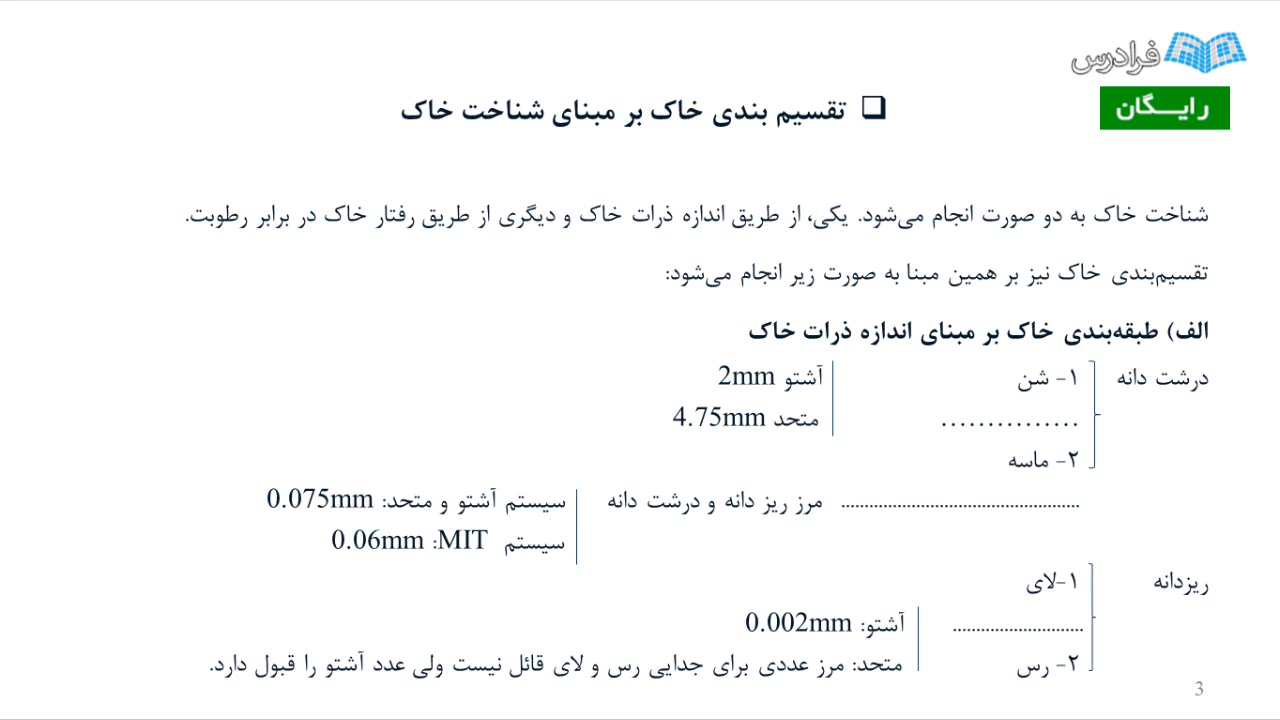 فرادرس
رایـــگان
❑ تقسیم بندی خاک بر مبنای شناخت خاک
شناخت خاک به دو صورت انجام می‌شود. یکی، از طریق اندازه ذرات خاک و دیگری از طریق رفتار خاک در برابر رطوبت.
تقسیم‌بندی خاک نیز بر همین مبنا به صورت زیر انجام می‌شود:
الف) طبقه‌بندی خاک بر مبنای اندازه ذرات خاک
درشت دانه ۱- شن آشتو 2mm
............... متحد 4.75mm
۲- ماسه
.................................................... مرز ریز دانه و درشت دانه سیستم آشتو و متحد: 0.075mm
سیستم MIT: 0.06mm
ریزدانه ۱-لای
............................ آشتو: 0.002mm
۲- رس متحد: مرز عددی برای جدایی رس و لای قائل نیست ولی عدد آشتو را قبول دارد.
3